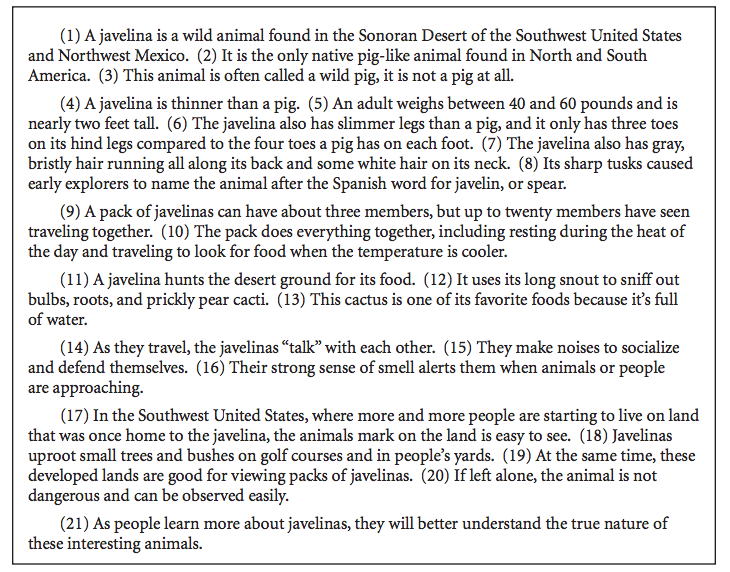 (1) A javelina is a wild animal found in the Sonoran Desert of the Southwest United States
and Northwest Mexico. (2) It is the only native pig-like animal found in North and South
America. (3) This animal is often called a wild pig, it is not a pig at all.
(4) A javelina is thinner than a pig. (5) An adult weighs between 40 and 60 pounds and is
nearly two feet tall. (6) The javelina also has slimmer legs than a pig, and it only has three toes
on its hind legs compared to the four toes a pig has on each foot. (7) The javelina also has gray,
bristly hair running all along its back and some white hair on its neck. (8) Its sharp tusks caused
early explorers to name the animal after the Spanish word for javelin, or spear.
(9) A pack of javelinas can have about three members, but up to twenty members have seen
traveling together. (10) The pack does everything together, including resting during the heat of
the day and traveling to look for food when the temperature is cooler.
(11) A javelina hunts the desert ground for its food. (12) It uses its long snout to sniff out
bulbs, roots, and prickly pear cacti. (13) This cactus is one of its favorite foods because it’s full
of water.
(14) As they travel, the javelinas “talk” with each other. (15) They make noises to socialize
and defend themselves. (16) Their strong sense of smell alerts them when animals or people
are approaching.
(17) In the Southwest United States, where more and more people are starting to live on land
that was once home to the javelina, the animals mark on the land is easy to see. (18) Javelinas
uproot small trees and bushes on golf courses and in people’s yards. (19) At the same time, these
developed lands are good for viewing packs of javelinas. (20) If left alone, the animal is not
dangerous and can be observed easily.
(21) As people learn more about javelinas, they will better understand the true nature of
these interesting animals.